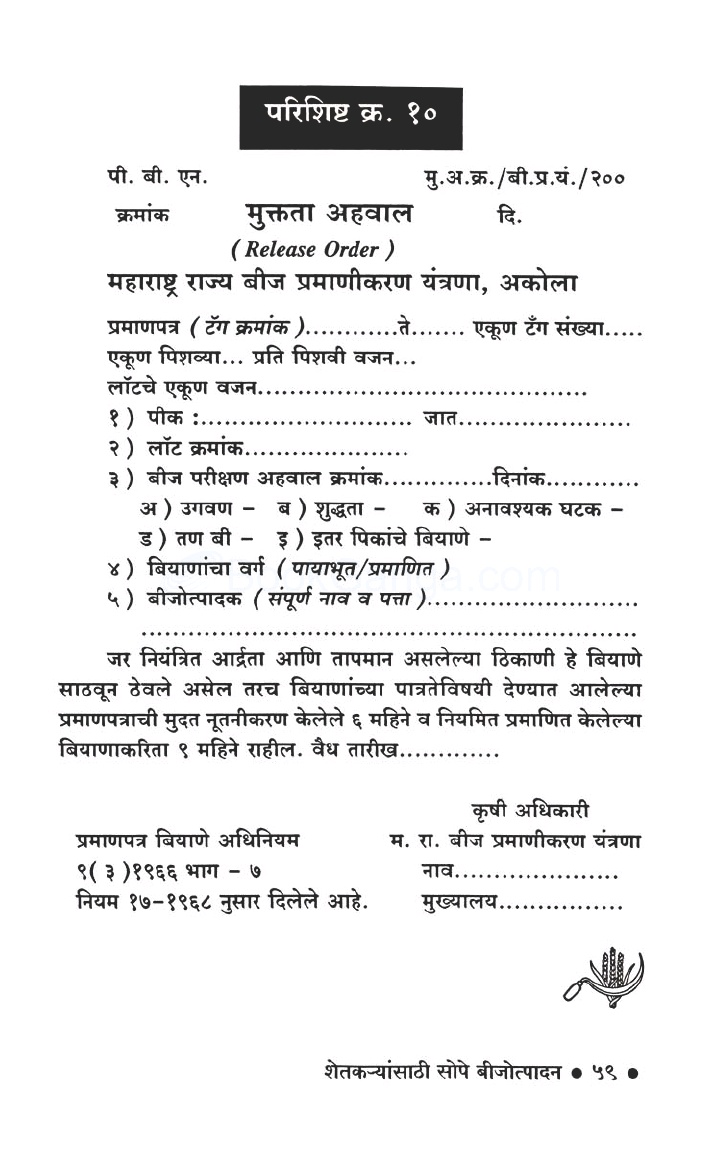 परिशिष्ट क्र. १०
पी. बी. एन. मु.अ.क्र./बी.प्र.यं./२००
क्रमांक मुक्तता अहवाल दि.
( Release Order )
महाराष्ट्र राज्य बीज प्रमाणीकरण यंत्रणा, अकोला
प्रमाणपत्र ( टॅग क्रमांक )............ते....... एकूण टॅंग संख्या.....
एकूण पिशव्या... प्रति पिशवी वजन...
लॉटचे एकूण वजन...........................................
१ ) पीक :........................... जात......................
२ ) लॉट क्रमांक.....................
३ ) बीज परीक्षण अहवाल क्रमांक..............दिनांक............
अ ) उगवण – ब ) शुद्धता – क ) अनावश्यक घटक –
ड ) तण बी – इ ) इतर पिकांचे बियाणे –
४ ) बियाणांचा वर्ग ( पायाभूत/प्रमाणित )
५ ) बीजोत्पादक ( संपूर्ण नाव व पत्ता )...........................
................................................................
जर नियंत्रित आर्द्रता आणि तापमान असलेल्या ठिकाणी हे बियाणे
साठवून ठेवले असेल तरच बियाणांच्या पात्रतेविषयी देण्यात आलेल्या
प्रमाणपत्राची मुदत नूतनीकरण केलेले ६ महिने व नियमित प्रमाणित केलेल्या
बियाणाकरिता ९ महिने राहील. वैध तारीख.............
कृषी अधिकारी
प्रमाणपत्र बियाणे अधिनियम म. रा. बीज प्रमाणीकरण यंत्रणा
९( ३ )१९६६ भाग – ७ नाव.....................
नियम १७–१९६८ नुसार दिलेले आहे. मुख्यालय................
शेतकऱ्यांसाठी सोपे बीजोत्पादन ● ५९ ●